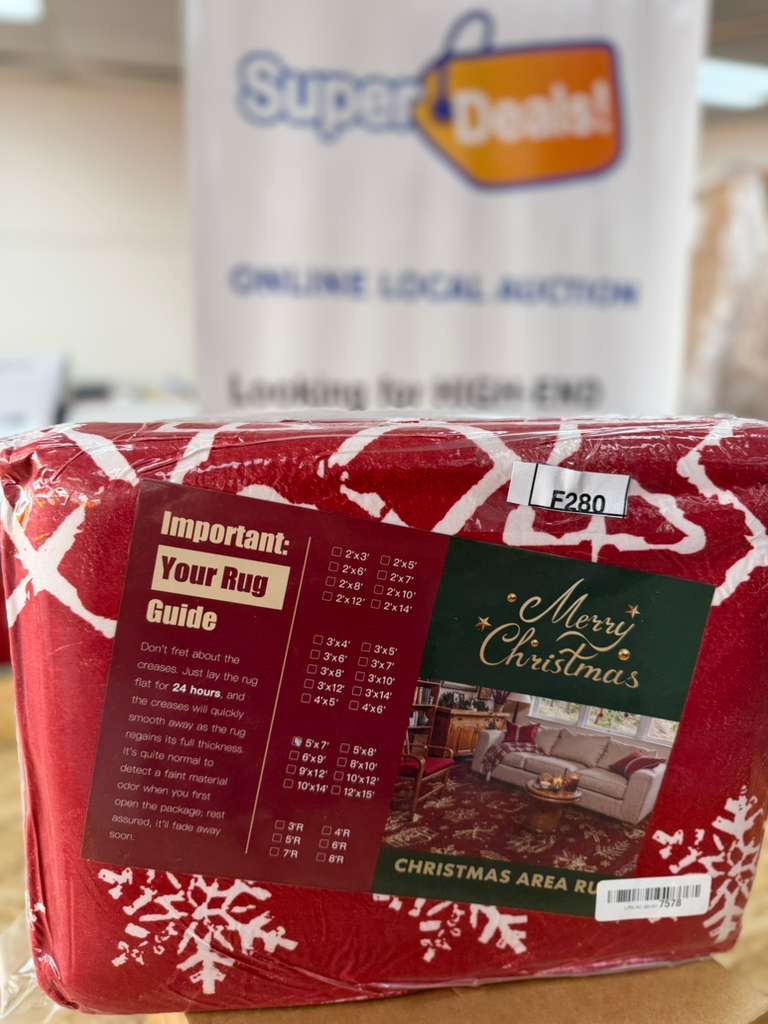 Super Deals!
ONLINE LOCAL AUCTION
Looking for HIGH-END
F280
Important:
Your Rug
Guide
Don't fret about the
creases. Just lay the rug
flat for 24 hours, and
the creases will quickly
smooth away as the rug
regains its full thickness.
It's quite normal to
detect a faint material
odor when you first
open the package; rest
assured, it'll fade away
soon.
2'x3' 2'x5'
2'x6' 2'x7'
2'x8' 2'x10'
2'x12' 2'x14'
3'x4' 3'x5'
3'x6' 3'x7'
3'x8' 3'x10'
3'x12' 3'x14'
4'x5' 4'x6'
5'x7' 5'x8'
6'x9' 8'x10'
9'x12' 10'x12'
10'x14' 12'x15'
3'R 4'R
5'R 6'R
7'R 8'R
Merry
Christmas
CHRISTMAS AREA RU
7578